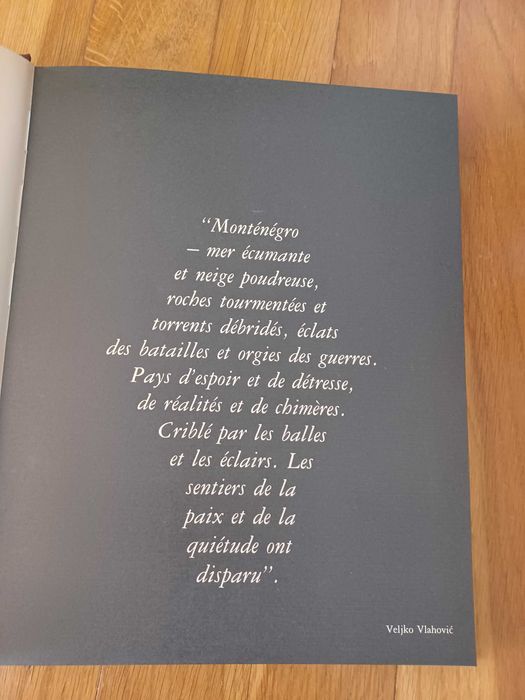 “Monténégro
– mer écumante
et neige poudreuse,
roches tourmentées et
torrents débridés, éclats
des batailles et orgies des guerres.
Pays d'espoir et de détresse,
de réalités et de chimères.
Criblé par les balles
et les éclairs. Les
sentiers de la
paix et de la
quiétude ont
disparu”.
Veljko Vlahović